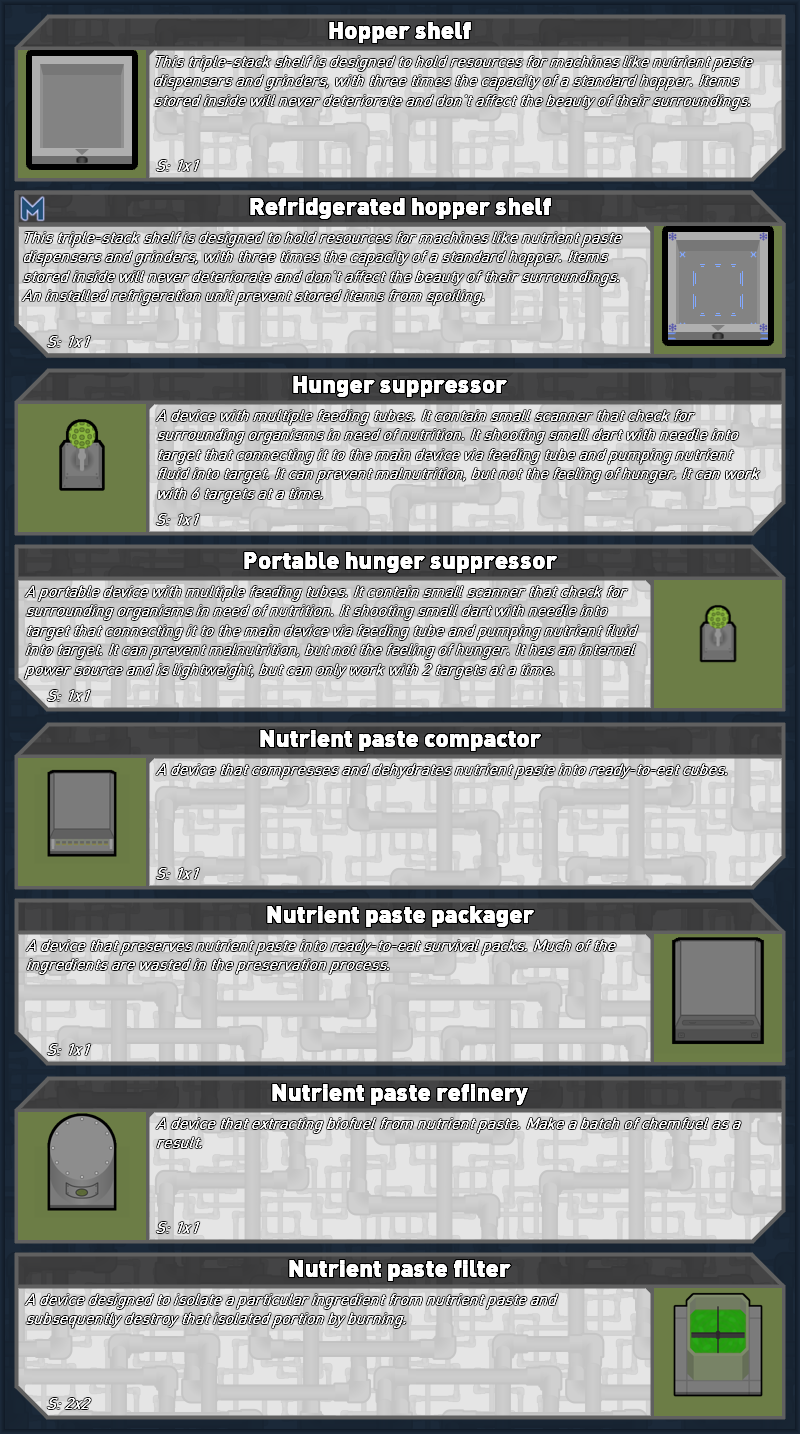 Hopper shelf
This triple-stack shelf is designed to hold resources for machines like nutrient paste
dispensers and grinders, with three times the capacity of a standard hopper. Items
stored inside will never deteriorate and don't affect the beauty of their surroundings.
S: 1x1
M
Refridgerated hopper shelf
This triple-stack shelf is designed to hold resources for machines like nutrient paste
dispensers and grinders, with three times the capacity of a standard hopper. Items
stored inside will never deteriorate and don't affect the beauty of their surroundings.
An installed refrigeration unit prevent stored items from spoiling.
S: 1x1
Hunger suppressor
A device with multiple feeding tubes. It contain small scanner that check for
surrounding organisms in need of nutrition. It shooting small dart with needle into
target that connecting it to the main device via feeding tube and pumping nutrient
fluid into target. It can prevent malnutrition, but not the feeling of hunger. It can work
with 6 targets at a time.
S: 1x1
Portable hunger suppressor
A portable device with multiple feeding tubes. It contain small scanner that check for
surrounding organisms in need of nutrition. It shooting small dart with needle into
target that connecting it to the main device via feeding tube and pumping nutrient fluid
into target. It can prevent malnutrition, but not the feeling of hunger. It has an internal
power source and is lightweight, but can only work with 2 targets at a time.
S: 1x1
Nutrient paste compactor
A device that compresses and dehydrates nutrient paste into ready-to-eat cubes.
S: 1x1
Nutrient paste packager
A device that preserves nutrient paste into ready-to-eat survival packs. Much of the
ingredients are wasted in the preservation process.
S: 1x1
Nutrient paste refinery
A device that extracting biofuel from nutrient paste. Make a batch of chemfuel as a
result.
S: 1x1
Nutrient paste filter
A device designed to isolate a particular ingredient from nutrient paste and
subsequently destroy that isolated portion by burning.
S: 2x2